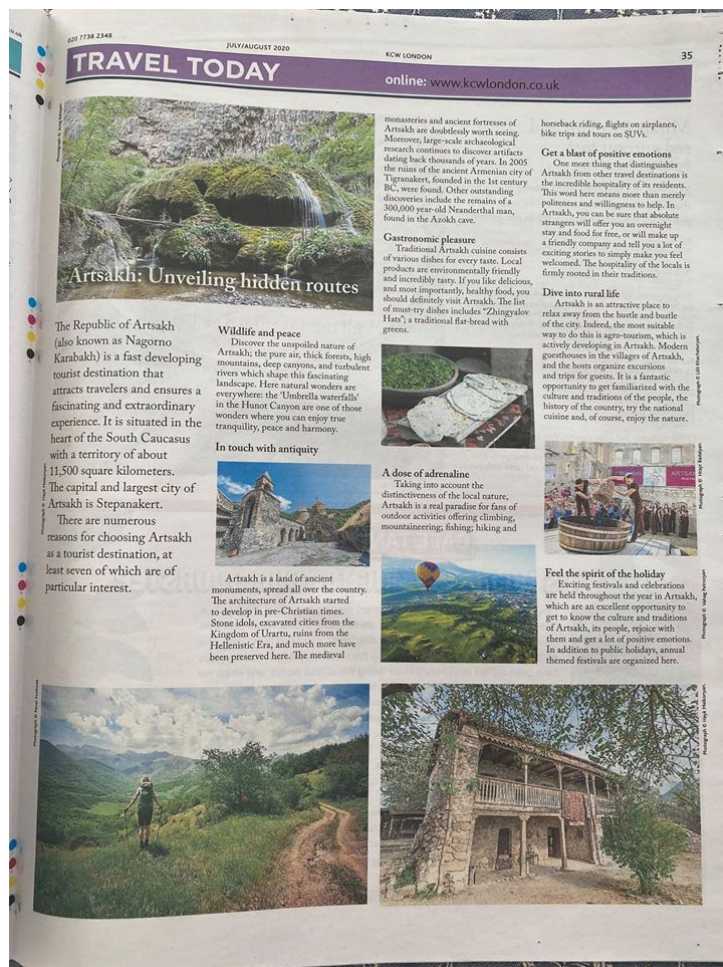 020 7738 2348
JULY/AUGUST 2020
KCW LONDON
35
TRAVEL TODAY
online: www.kcwlondon.co.uk
Artsakh: Unveiling hidden routes
The Republic of Artsakh
(also known as Nagorno
Karabakh) is a fast developing
tourist destination that
attracts travelers and ensures a
fascinating and extraordinary
experience. It is situated in the
heart of the South Caucasus
with a territory of about
11,500 square kilometers.
The capital and largest city of
Artsakh is Stepanakert.
There are numerous
reasons for choosing Artsakh
as a tourist destination, at
least seven of which are of
particular interest.
Wildlife and peace
Discover the unspoiled nature of
Artsakh; the pure air, thick forests, high
mountains, deep canyons, and turbulent
rivers which shape this fascinating
landscape. Here natural wonders are
everywhere: the 'Umbrella waterfalls'
in the Hunot Canyon are one of those
wonders where you can enjoy true
tranquility, peace and harmony.
In touch with antiquity
Artsakh is a land of ancient
monuments, spread all over the country.
The architecture of Artsakh started
to develop in pre-Christian times.
Stone idols, excavated cities from the
Kingdom of Urartu, ruins from the
Hellenistic Era, and much more have
been preserved here. The medieval
monasteries and ancient fortresses of
Artsakh are doubtlessly worth seeing.
Moreover, large-scale archaeological
research continues to discover artifacts
dating back thousands of years. In 2005
the ruins of the ancient Armenian city of
Tigranakert, founded in the 1st century
BC, were found. Other outstanding
discoveries include the remains of a
300,000 year-old Neanderthal man,
found in the Azokh cave.
Gastronomic pleasure
Traditional Artsakh cuisine consists
of various dishes for every taste. Local
products are environmentally friendly
and incredibly tasty. If you like delicious,
and most importantly, healthy food, you
should definitely visit Artsakh. The list
of must-try dishes includes "Zhingyalov
Hats"; a traditional flat-bread with
greens.
A dose of adrenaline
Taking into account the
distinctiveness of the local nature,
Artsakh is a real paradise for fans of
outdoor activities offering climbing,
mountaineering; fishing; hiking and
horseback riding, flights on airplanes,
bike trips and tours on SUVs.
Get a blast of positive emotions
One more thing that distinguishes
Artsakh from other travel destinations is
the incredible hospitality of its residents.
This word here means more than merely
politeness and willingness to help. In
Artsakh, you can be sure that absolute
strangers will offer you an overnight
stay and food for free, or will make up
a friendly company and tell you a lot of
exciting stories to simply make you feel
welcomed. The hospitality of the locals is
firmly rooted in their traditions.
Dive into rural life
Artsakh is an attractive place to
relax away from the hustle and bustle
of the city. Indeed, the most suitable
way to do this is agro-tourism, which is
actively developing in Artsakh. Modern
guesthouses in the villages of Artsakh,
and the hosts organize excursions
and trips for guests. It is a fantastic
opportunity to get familiarized with the
culture and traditions of the people, the
history of the country, try the national
cuisine and, of course, enjoy the nature.
Feel the spirit of the holiday
Exciting festivals and celebrations
are held throughout the year in Artsakh,
which are an excellent opportunity to
get to know the culture and traditions
of Artsakh, its people, rejoice with
them and get a lot of positive emotions.
In addition to public holidays, annual
themed festivals are organized here.